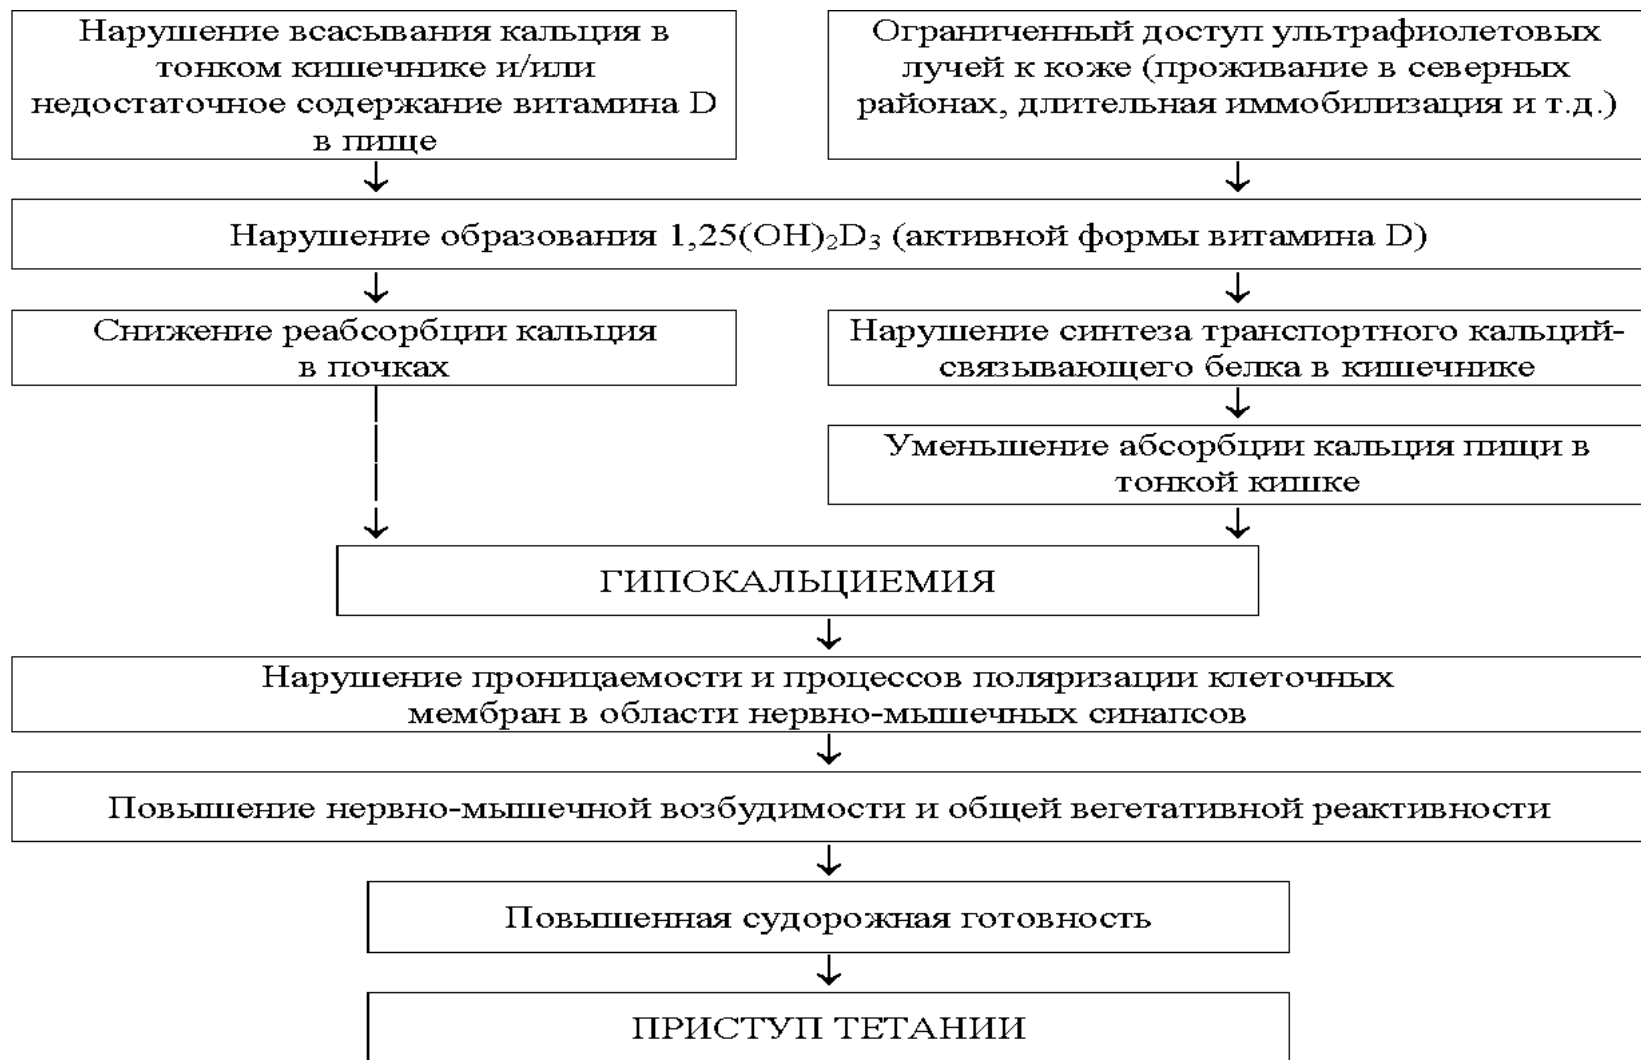 Нарушение всасывания кальция в
тонком кишечнике и/или
недостаточное содержание витамина D
в пище
Ограниченный доступ ультрафиолетовых
лучей к коже (проживание в северных
районах, длительная иммобилизация и т.д.)
Нарушение образования 1,25(OH)₂D₃ (активной формы витамина D)
Снижение реабсорбции кальция
в почках
Нарушение синтеза транспортного кальций-
связывающего белка в кишечнике
Уменьшение абсорбции кальция пищи в
тонкой кишке
ГИПОКАЛЬЦИЕМИЯ
Нарушение проницаемости и процессов поляризации клеточных
мембран в области нервно-мышечных синапсов
Повышение нервно-мышечной возбудимости и общей вегетативной реактивности
Повышенная судорожная готовность
ПРИСТУП ТЕТАНИИ